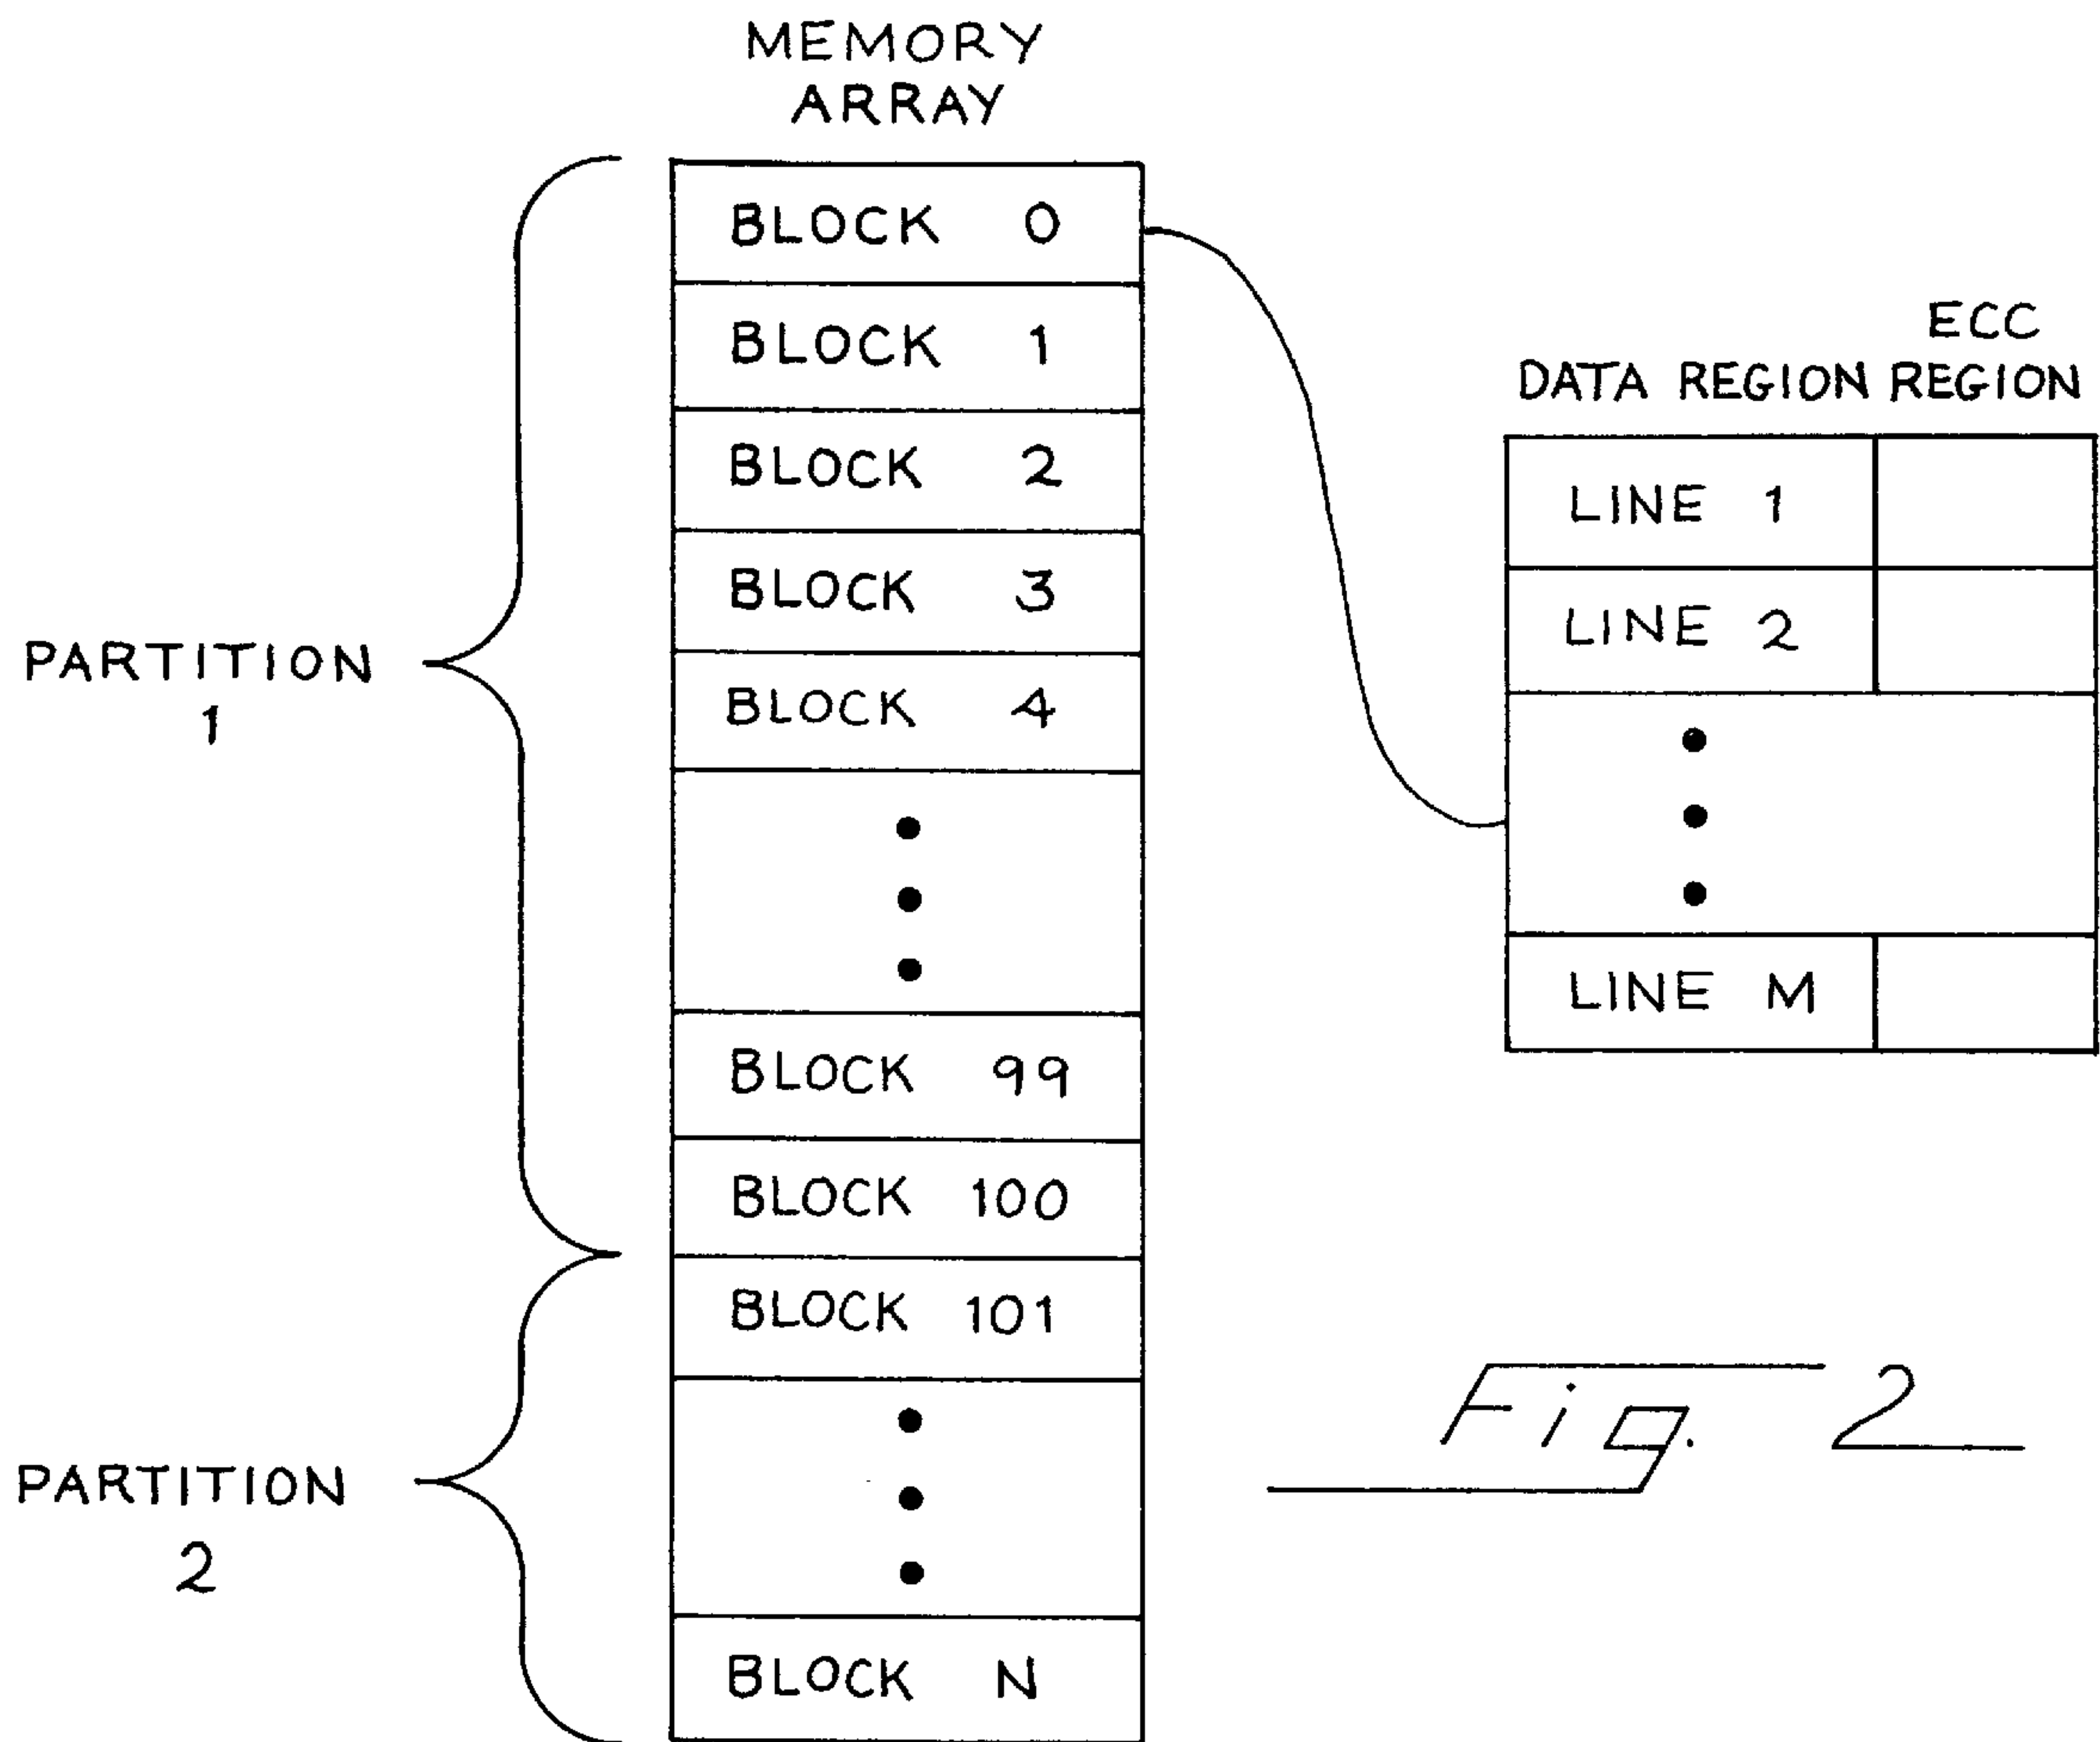 MEMORY
ARRAY
BLOCK 0
BLOCK 1
BLOCK 2
BLOCK 3
BLOCK 4
BLOCK 99
BLOCK 100
BLOCK 101
BLOCK N
PARTITION
1
PARTITION
2
ECC
DATA REGION REGION
LINE 1
LINE 2
LINE M
Fig. 2